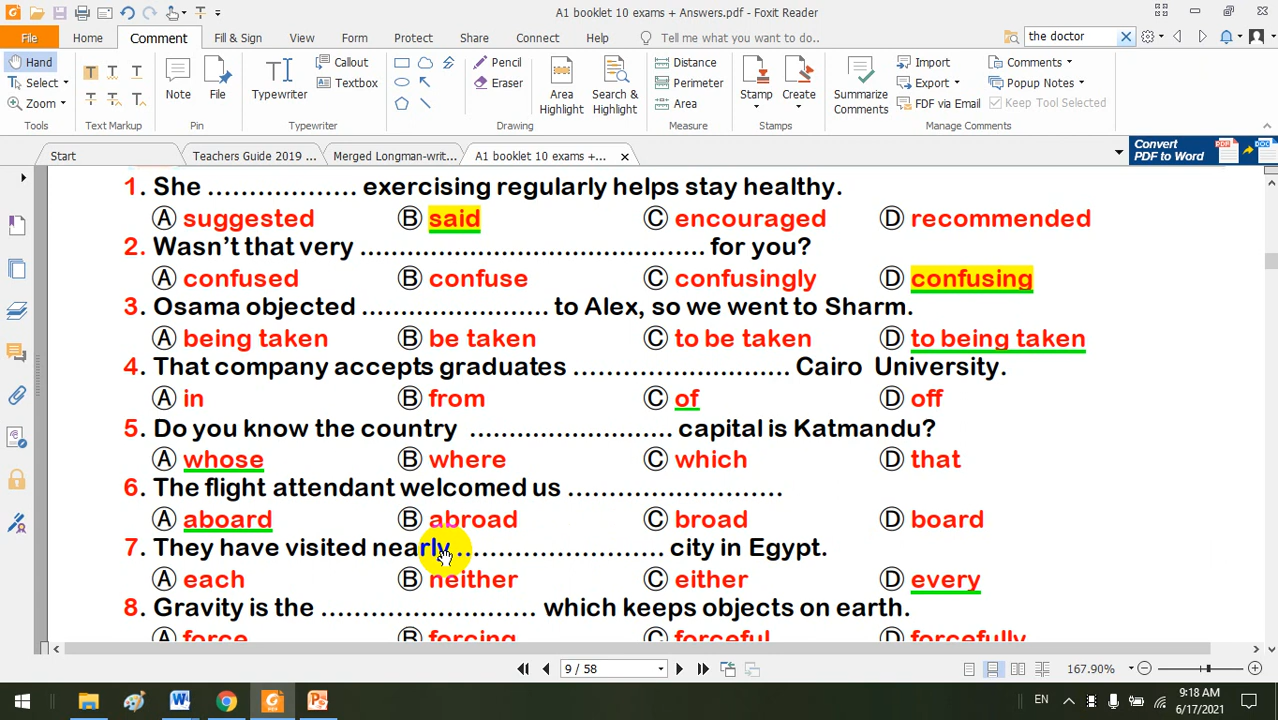 A1 booklet 10 exams + Answers.pdf - Foxit Reader
File Home Comment Fill & Sign View Form Protect Share Connect Help Tell me what you want to do.. the doctor
Hand
Select
Zoom
Tools
Text Markup
Note
File
Pin
Typewriter
Callout
Textbox
Typewriter
Pencil
Eraser
Drawing
Area Highlight
Search & Highlight
Distance
Perimeter
Area
Measure
Stamp
Create
Stamps
Summarize Comments
Import
Export
FDF via Email
Comments
Popup Notes
Keep Tool Selected
Manage Comments
Start Teachers Guide 2019 ... Merged Longman-writ... A1 booklet 10 exams +... Convert PDF to Word
1. She .................. exercising regularly helps stay healthy.
Ⓐ suggested Ⓑ said Ⓒ encouraged Ⓓ recommended
2. Wasn't that very ........................................... for you?
Ⓐ confused Ⓑ confuse Ⓒ confusingly Ⓓ confusing
3. Osama objected ....................... to Alex, so we went to Sharm.
Ⓐ being taken Ⓑ be taken Ⓒ to be taken Ⓓ to being taken
4. That company accepts graduates ........................... Cairo University.
Ⓐ in Ⓑ from Ⓒ of Ⓓ off
5. Do you know the country ......................... capital is Katmandu?
Ⓐ whose Ⓑ where Ⓒ which Ⓓ that
6. The flight attendant welcomed us ...........................
Ⓐ aboard Ⓑ abroad Ⓒ broad Ⓓ board
7. They have visited nearly .......................... city in Egypt.
Ⓐ each Ⓑ neither Ⓒ either Ⓓ every
8. Gravity is the ........................... which keeps objects on earth.
Ⓐ force Ⓑ forcing Ⓒ forceful Ⓓ forcefully
9 / 58 167.90%
EN 9:18 AM
6/17/2021